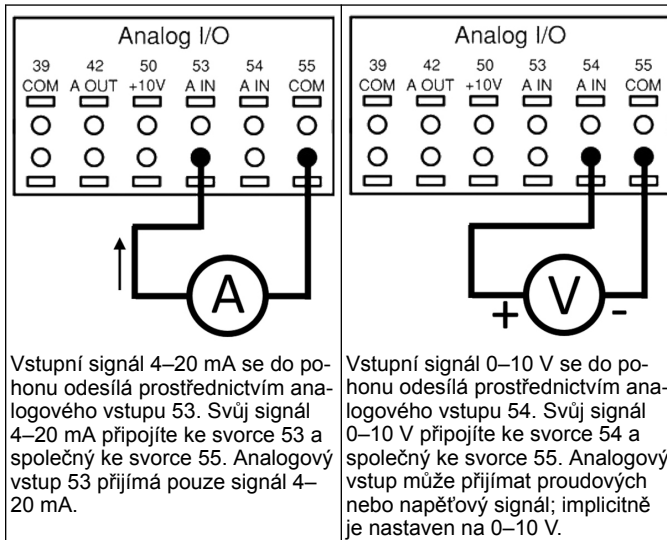 Analog I/O
39 42 50 53 54 55
COM A OUT +10V A IN A IN COM
A
Vstupní signál 4–20 mA se do po-
honu odesílá prostřednictvím ana-
logového vstupu 53. Svůj signál
4–20 mA připojíte ke svorce 53 a
společný ke svorce 55. Analogový
vstup 53 přijímá pouze signál 4–
20 mA.
Analog I/O
39 42 50 53 54 55
COM A OUT +10V A IN A IN COM
+ V -
Vstupní signál 0–10 V se do po-
honu odesílá prostřednictvím ana-
logového vstupu 54. Svůj signál
0–10 V připojíte ke svorce 54 a
společný ke svorce 55. Analogový
vstup může přijímat proudových
nebo napěťový signál; implicitně
je nastaven na 0–10 V.